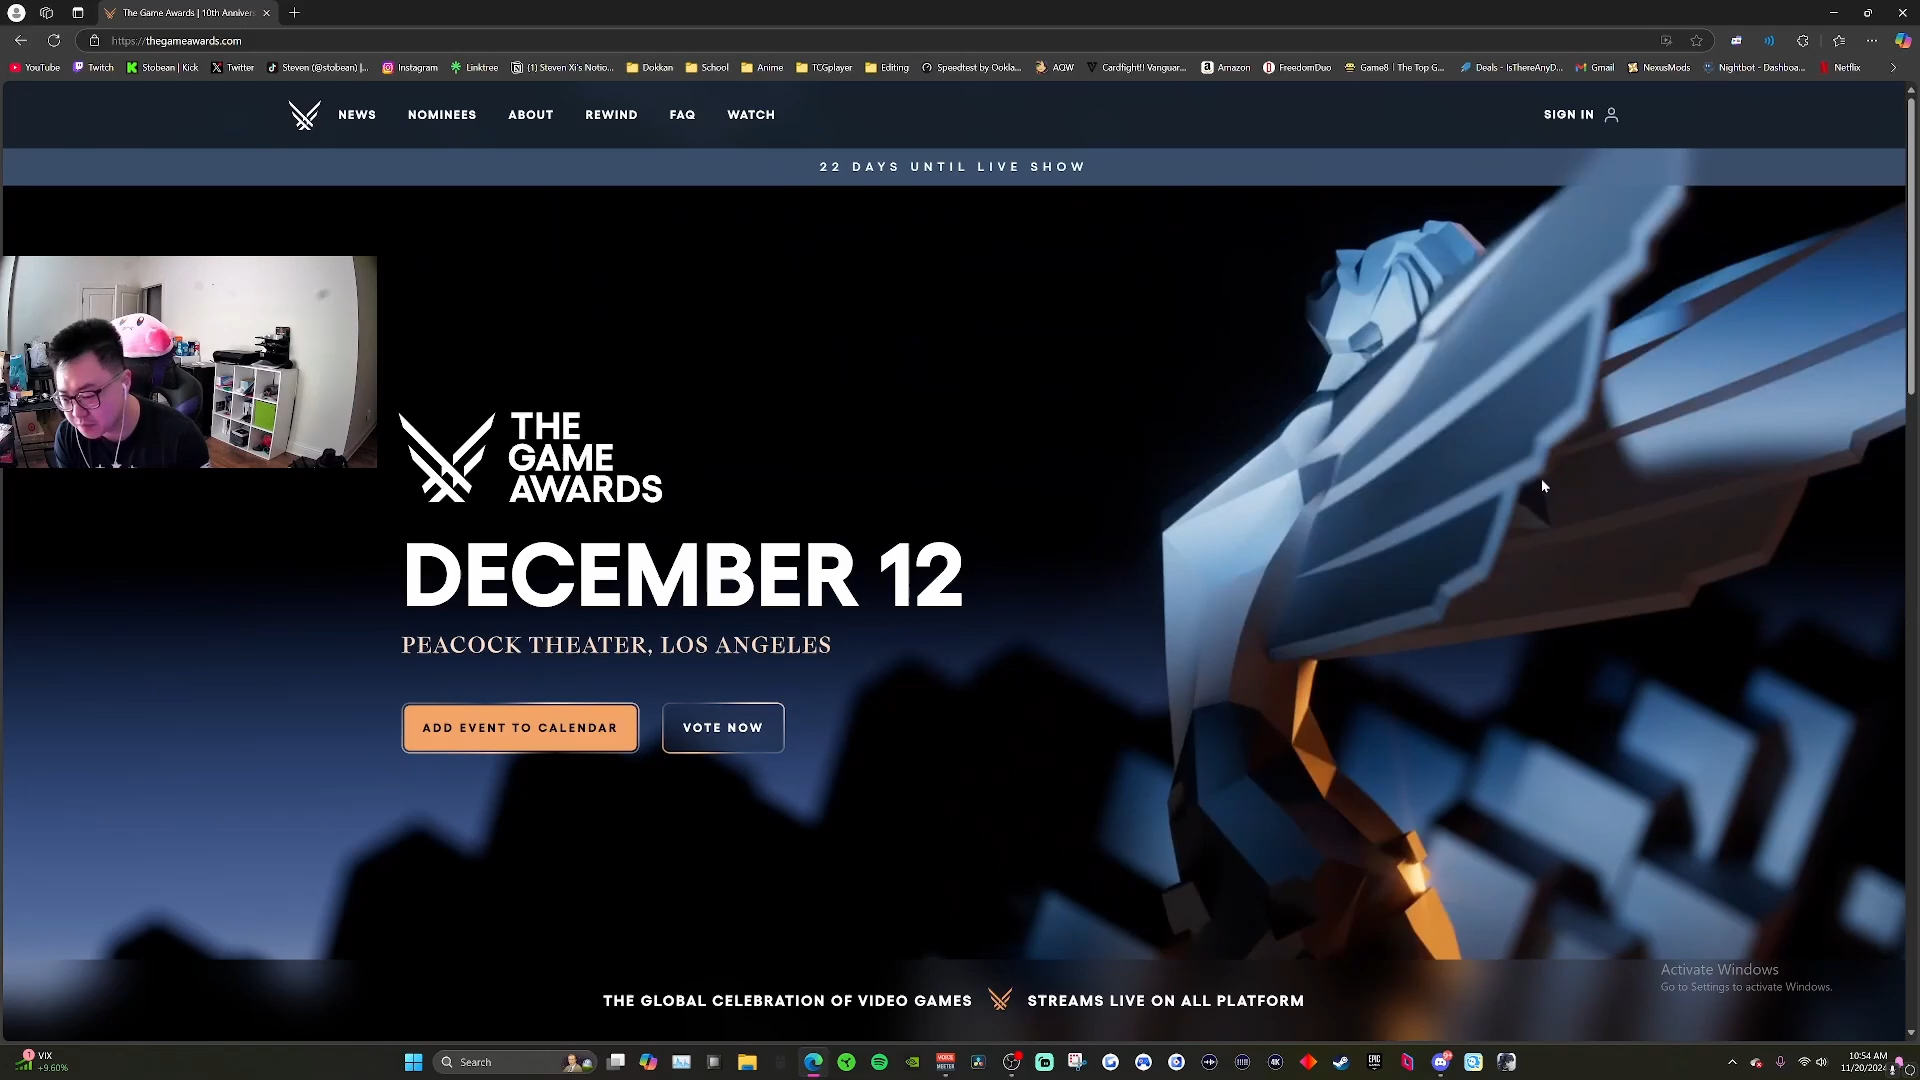 The Game Awards | 10th Annivers
https://thegameawards.com
YouTube
Twitch
Stobean | Kick
Twitter
Steven (@stobean) |...
Instagram
Linktree
(1) Steven Xi's Notio...
Dokkan
School
Anime
TCGplayer
Editing
Speedtest by Ookla...
AQW
Cardfight!! Vanguar...
Amazon
FreedomDuo
Game8 | The Top G...
Deals - IsThereAnyD...
Gmail
NexusMods
Nightbot - Dashboa...
Netflix
NEWS
NOMINEES
ABOUT
REWIND
FAQ
WATCH
SIGN IN
22 DAYS UNTIL LIVE SHOW
THE
GAME
AWARDS
DECEMBER 12
PEACOCK THEATER, LOS ANGELES
ADD EVENT TO CALENDAR
VOTE NOW
Activate Windows
Go to Settings to activate Windows.
THE GLOBAL CELEBRATION OF VIDEO GAMES
STREAMS LIVE ON ALL PLATFORM
VIX
+9.60%
Search
10:54 AM
11/20/2024